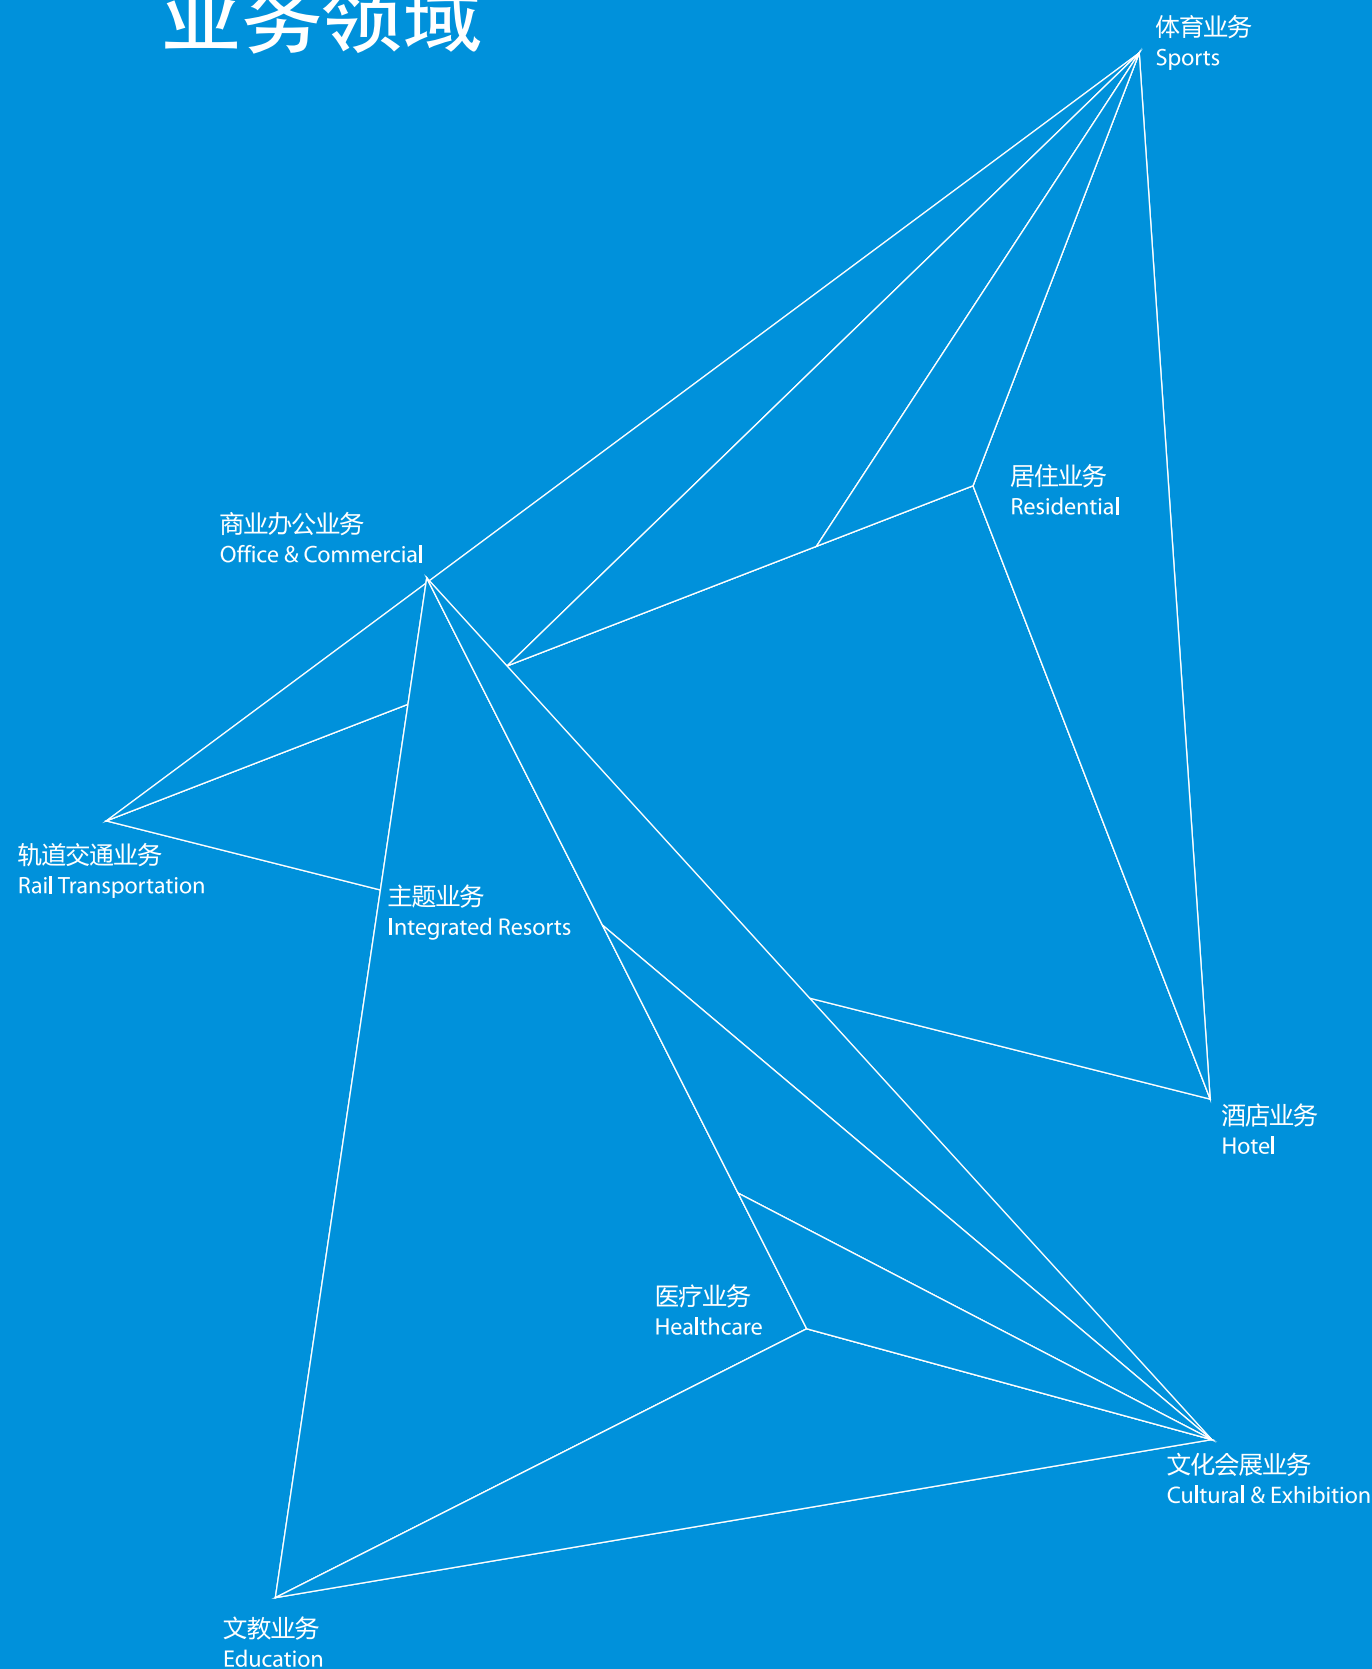 业务领域
体育业务
Sports
居住业务
Residential
商业办公业务
Office & Commercial
轨道交通业务
Rail Transportation
主题业务
Integrated Resorts
酒店业务
Hotel
医疗业务
Healthcare
文化会展业务
Cultural & Exhibition
文教业务
Education